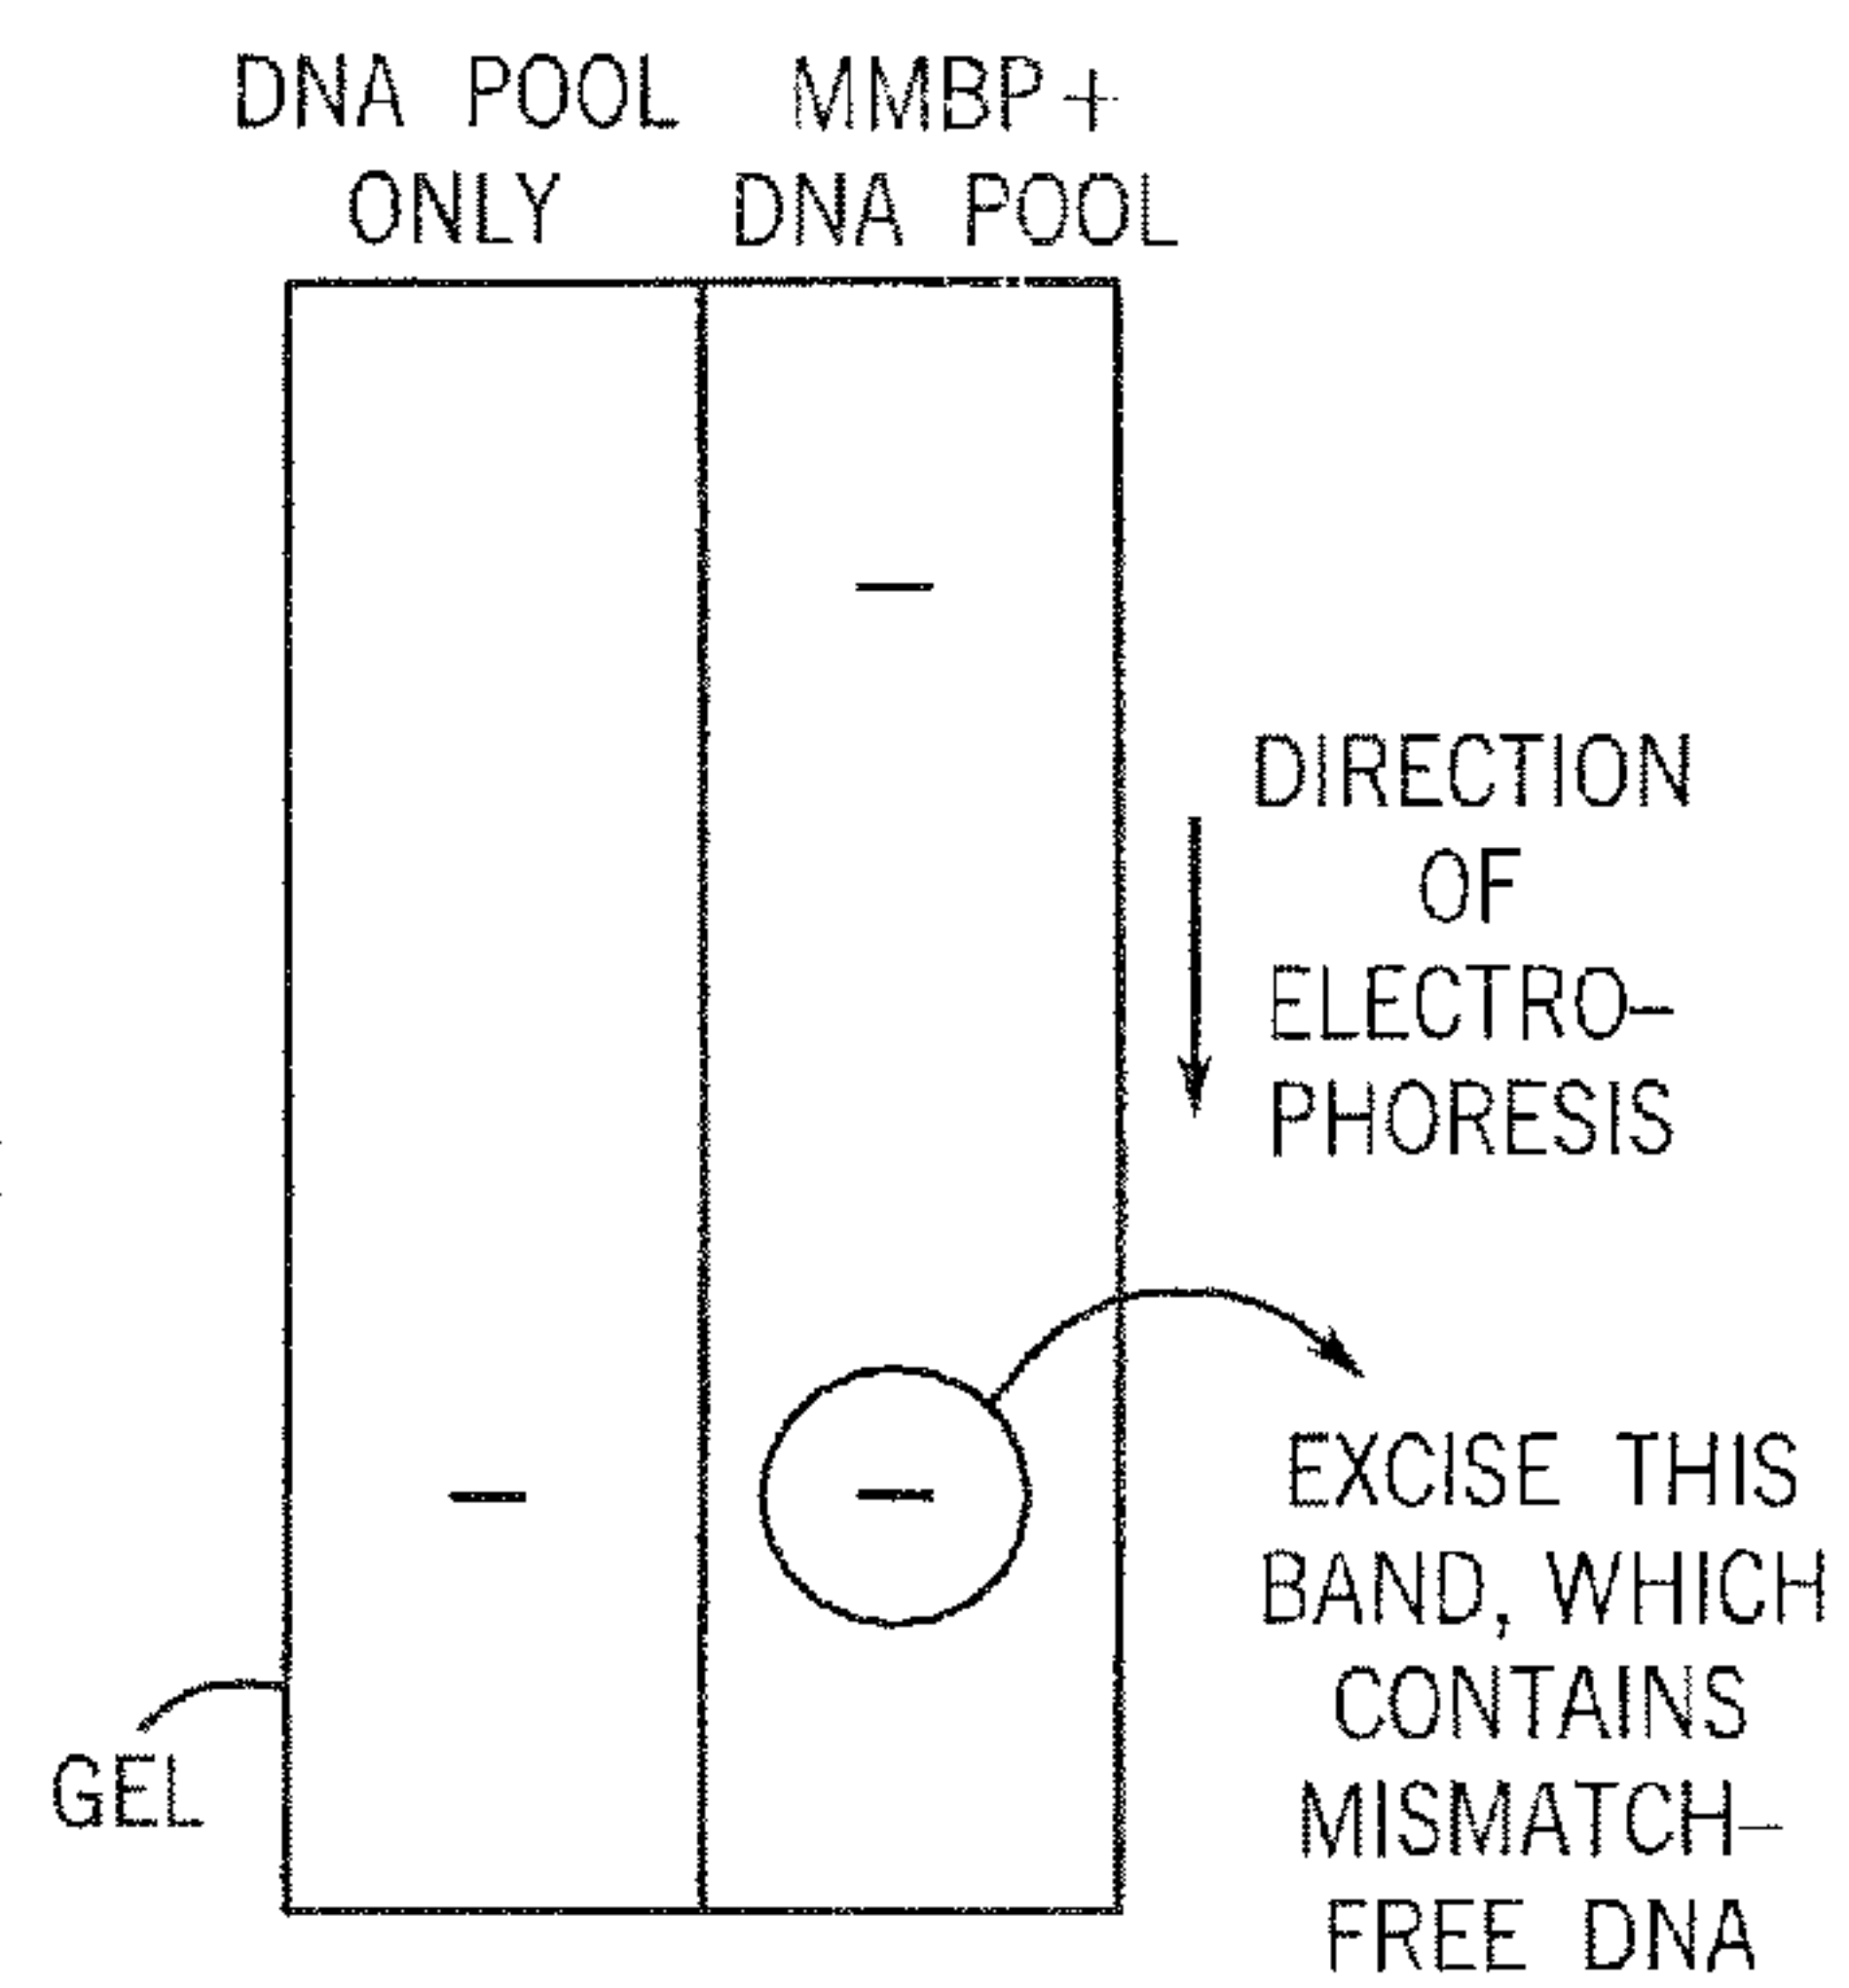 DNA POOL
ONLY
MMBP+
DNA POOL
DIRECTION
OF
ELECTRO-
PHORESIS
EXCISE THIS
BAND, WHICH
CONTAINS
MISMATCH-
FREE DNA
GEL